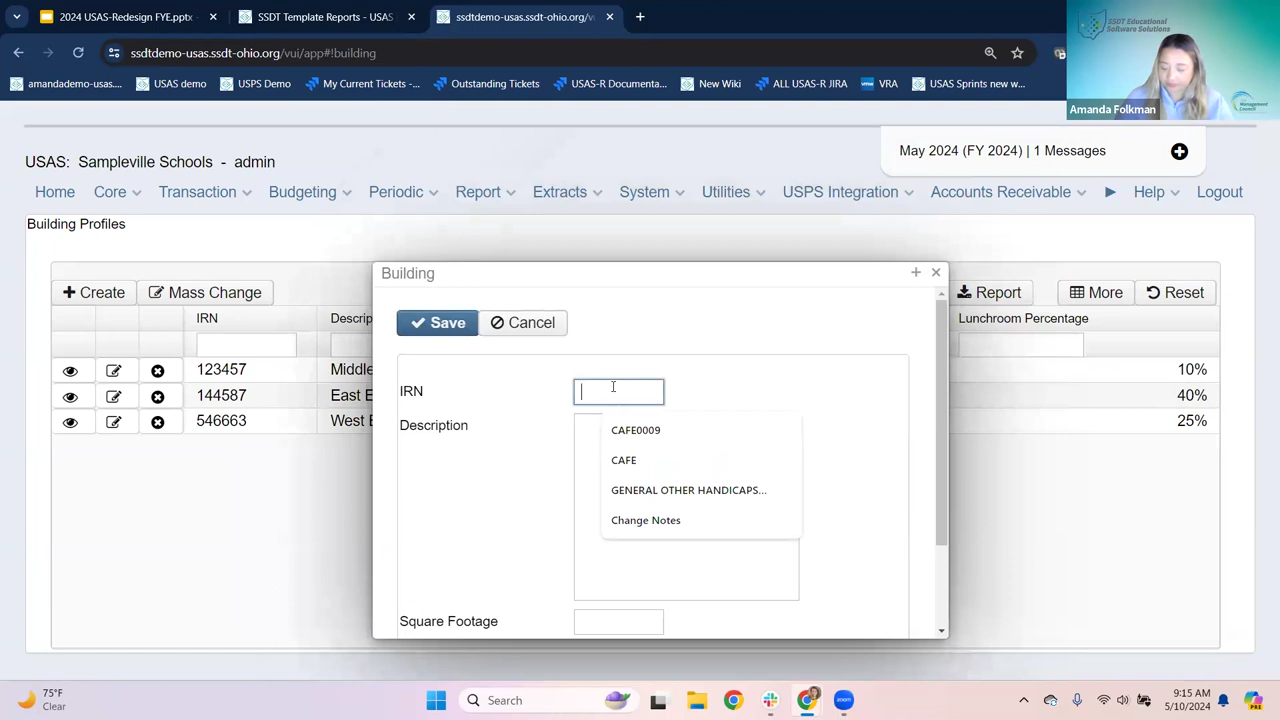 2024 USAS-Redesign FYE.pptx
SSDT Template Reports - USAS
ssdtdemo-usas.ssdt-ohio.org/v
ssdtdemo-usas.ssdt-ohio.org/vui/app#!building
amandademo-usas....
USAS demos
USPS Demo
My Current Tickets -...
Outstanding Tickets
USAS-R Documenta...
New Wiki
ALL USAS-R JIRA
VRA
USAS Sprints new w...
SSDT Educational
Software Solutions
Management
Council
Amanda Folkman
USAS: Sampleville Schools - admin
May 2024 (FY 2024) | 1 Messages
Home Core Transaction Budgeting Periodic Report Extracts System Utilities USPS Integration Accounts Receivable Help Logout
Building Profiles
Building
Create Mass Change
Report More Reset
IRN
Descrip
Lunchroom Percentage
Save Cancel
123457 Middle 10%
144587 East E 40%
546663 West E 25%
IRN
Description
CAFE0009
CAFE
GENERAL OTHER HANDICAPS...
Change Notes
Square Footage
75°F
Clear
Search
9:15 AM
5/10/2024
PRE
zoom